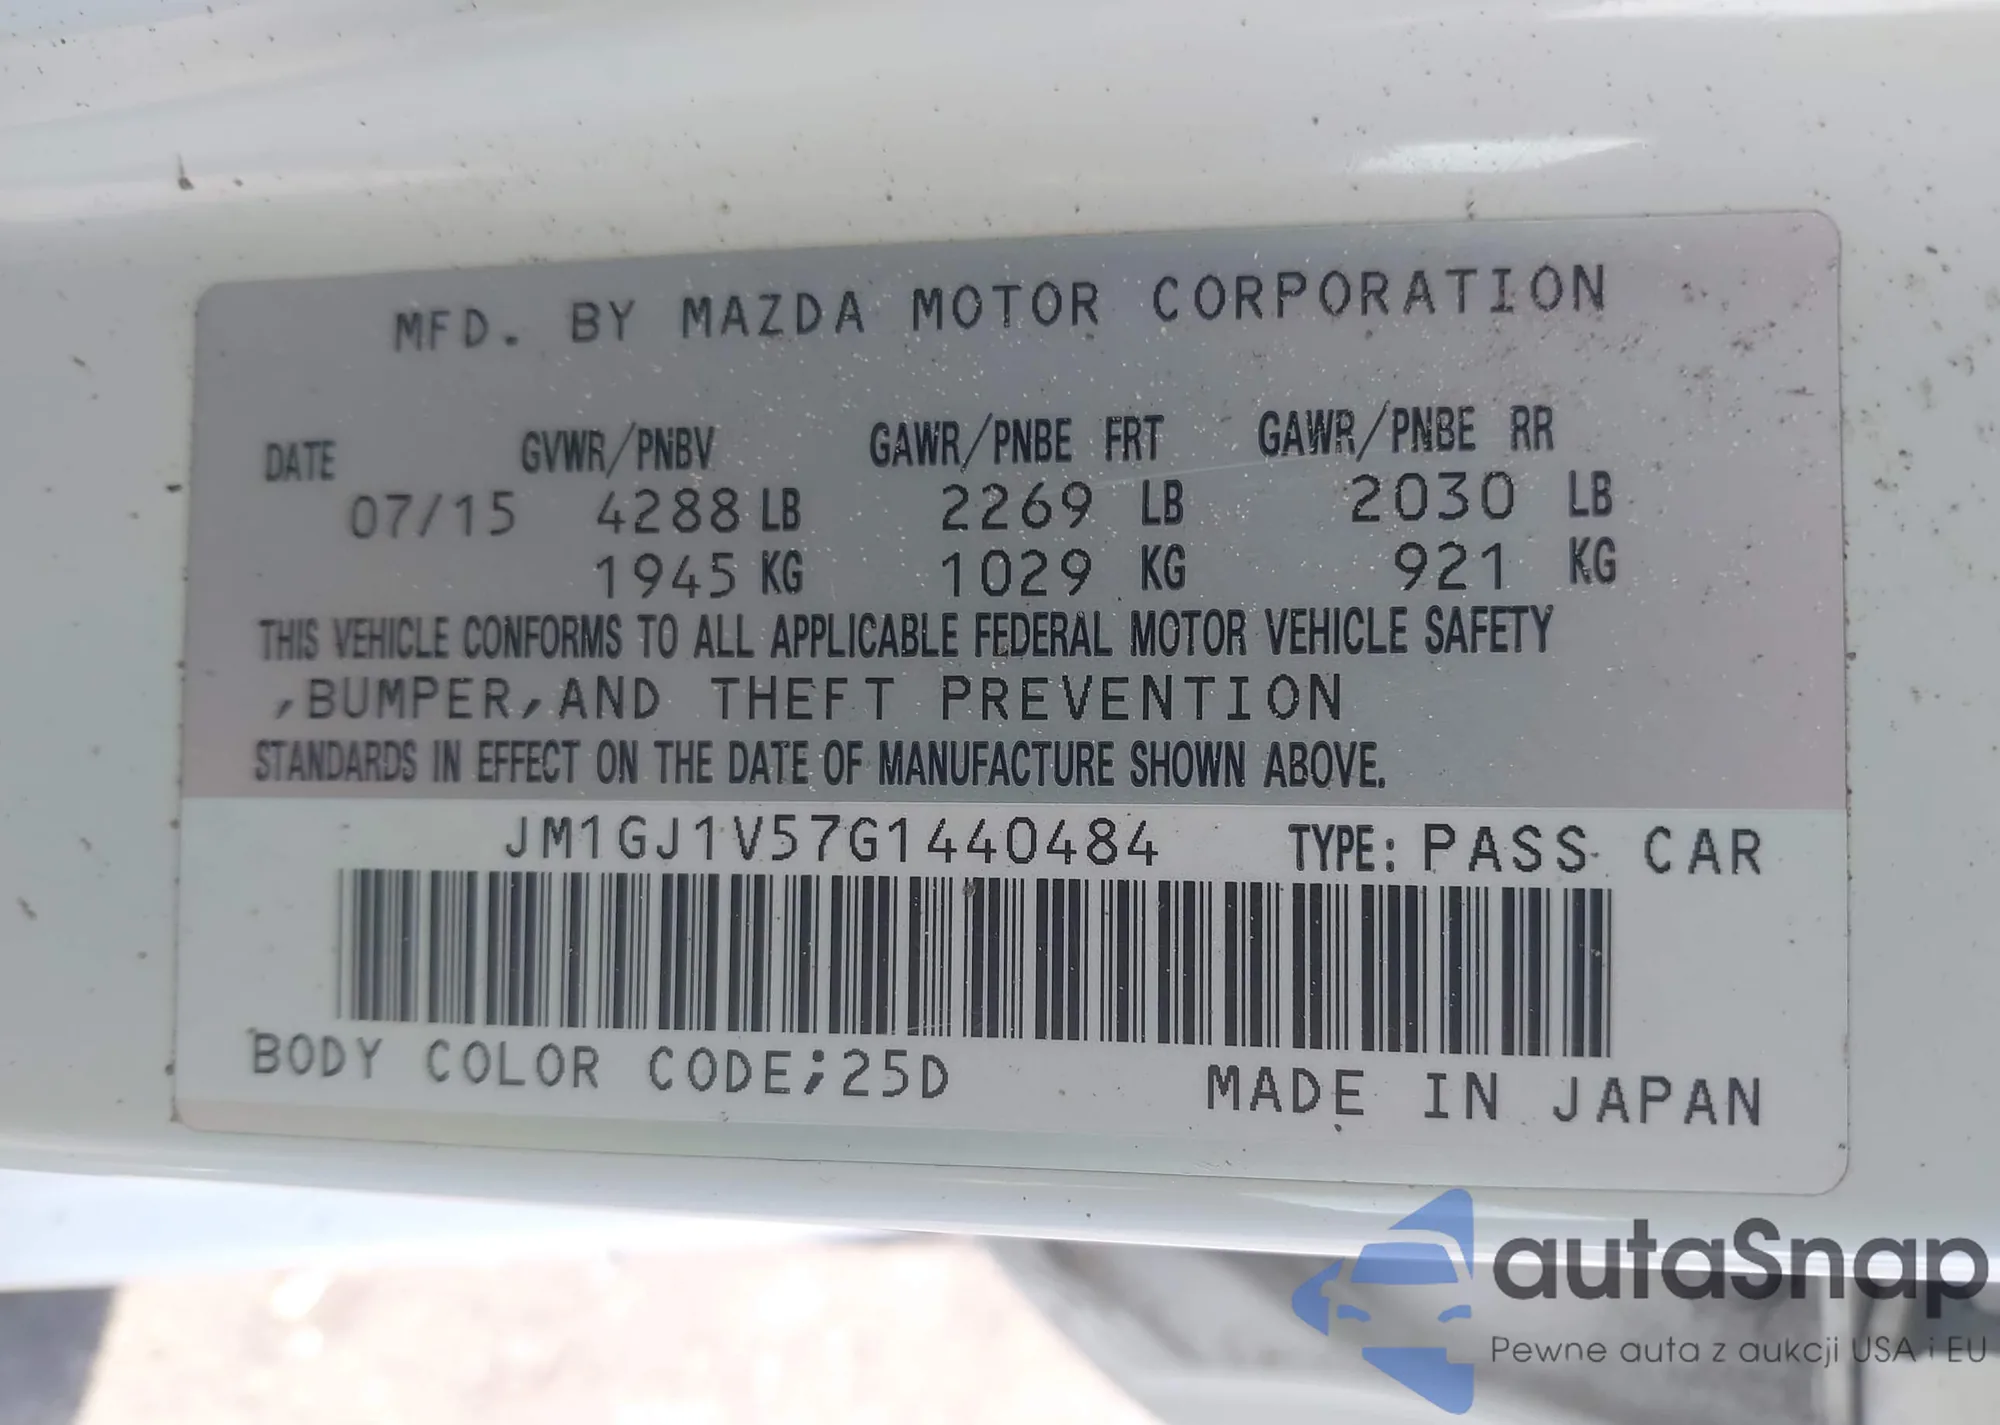 MFD. BY MAZDA MOTOR CORPORATION
DATE GVWR/PNBV GAWR/PNBE FRT GAWR/PNBE RR
07/15 4288 LB 2269 LB 2030 LB
1945 KG 1029 KG 921 KG
THIS VEHICLE CONFORMS TO ALL APPLICABLE FEDERAL MOTOR VEHICLE SAFETY
,BUMPER,AND THEFT PREVENTION
STANDARDS IN EFFECT ON THE DATE OF MANUFACTURE SHOWN ABOVE.
JM1GJ1V57G1440484 TYPE: PASS CAR
BODY COLOR CODE;25D MADE IN JAPAN
autaSnap
Pewne auta z aukcji USA i EU